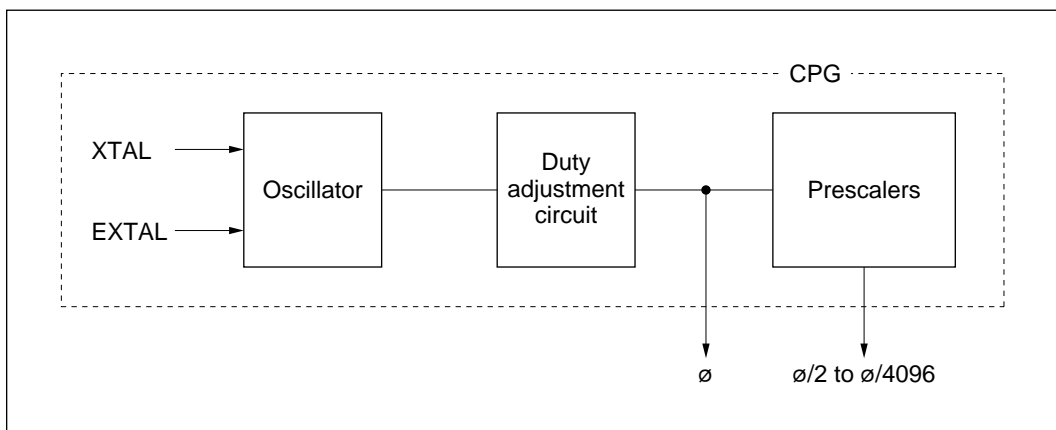 CPG
XTAL
EXTAL
Oscillator
Duty
adjustment
circuit
Prescalers
ø
ø/2 to ø/4096